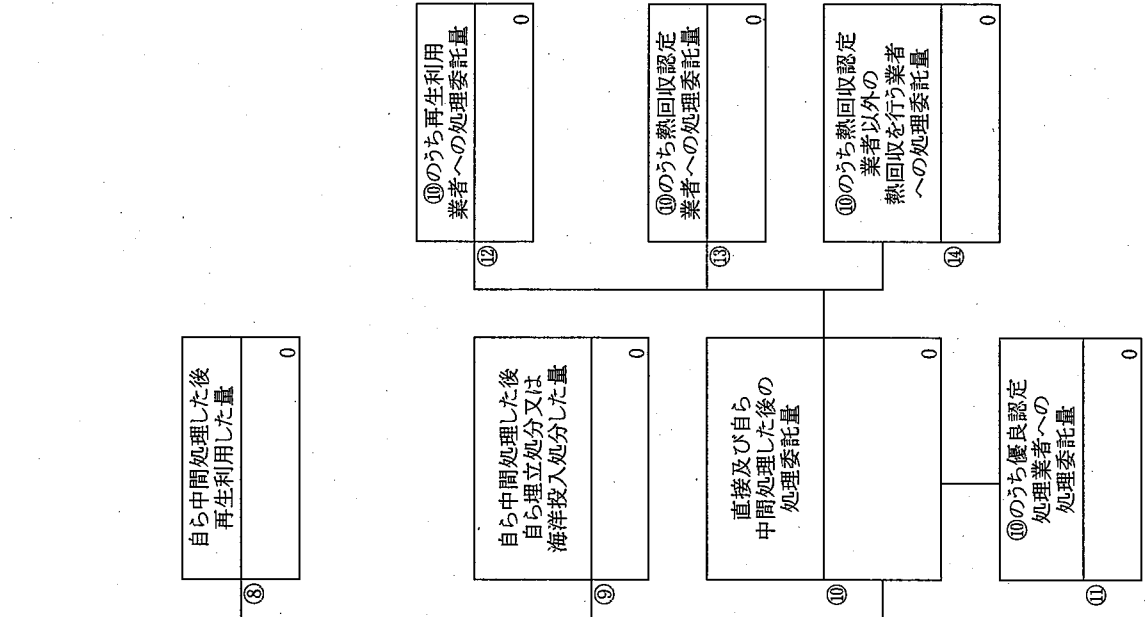 ⑧
自ら中間処理した後
再生利用した量
0
⑨
自ら中間処理した後
自ら埋立処分又は
海洋投入処分した量
0
⑩
直接及び自ら
中間処理した後の
処理委託量
0
⑪
⑩のうち優良認定
処理業者への
処理委託量
0
⑫
⑩のうち再生利用
業者への処理委託量
0
⑬
⑩のうち熱回収認定
業者への処理委託量
0
⑭
⑩のうち熱回収認定
業者以外の
熱回収を行う業者
への処理委託量
0